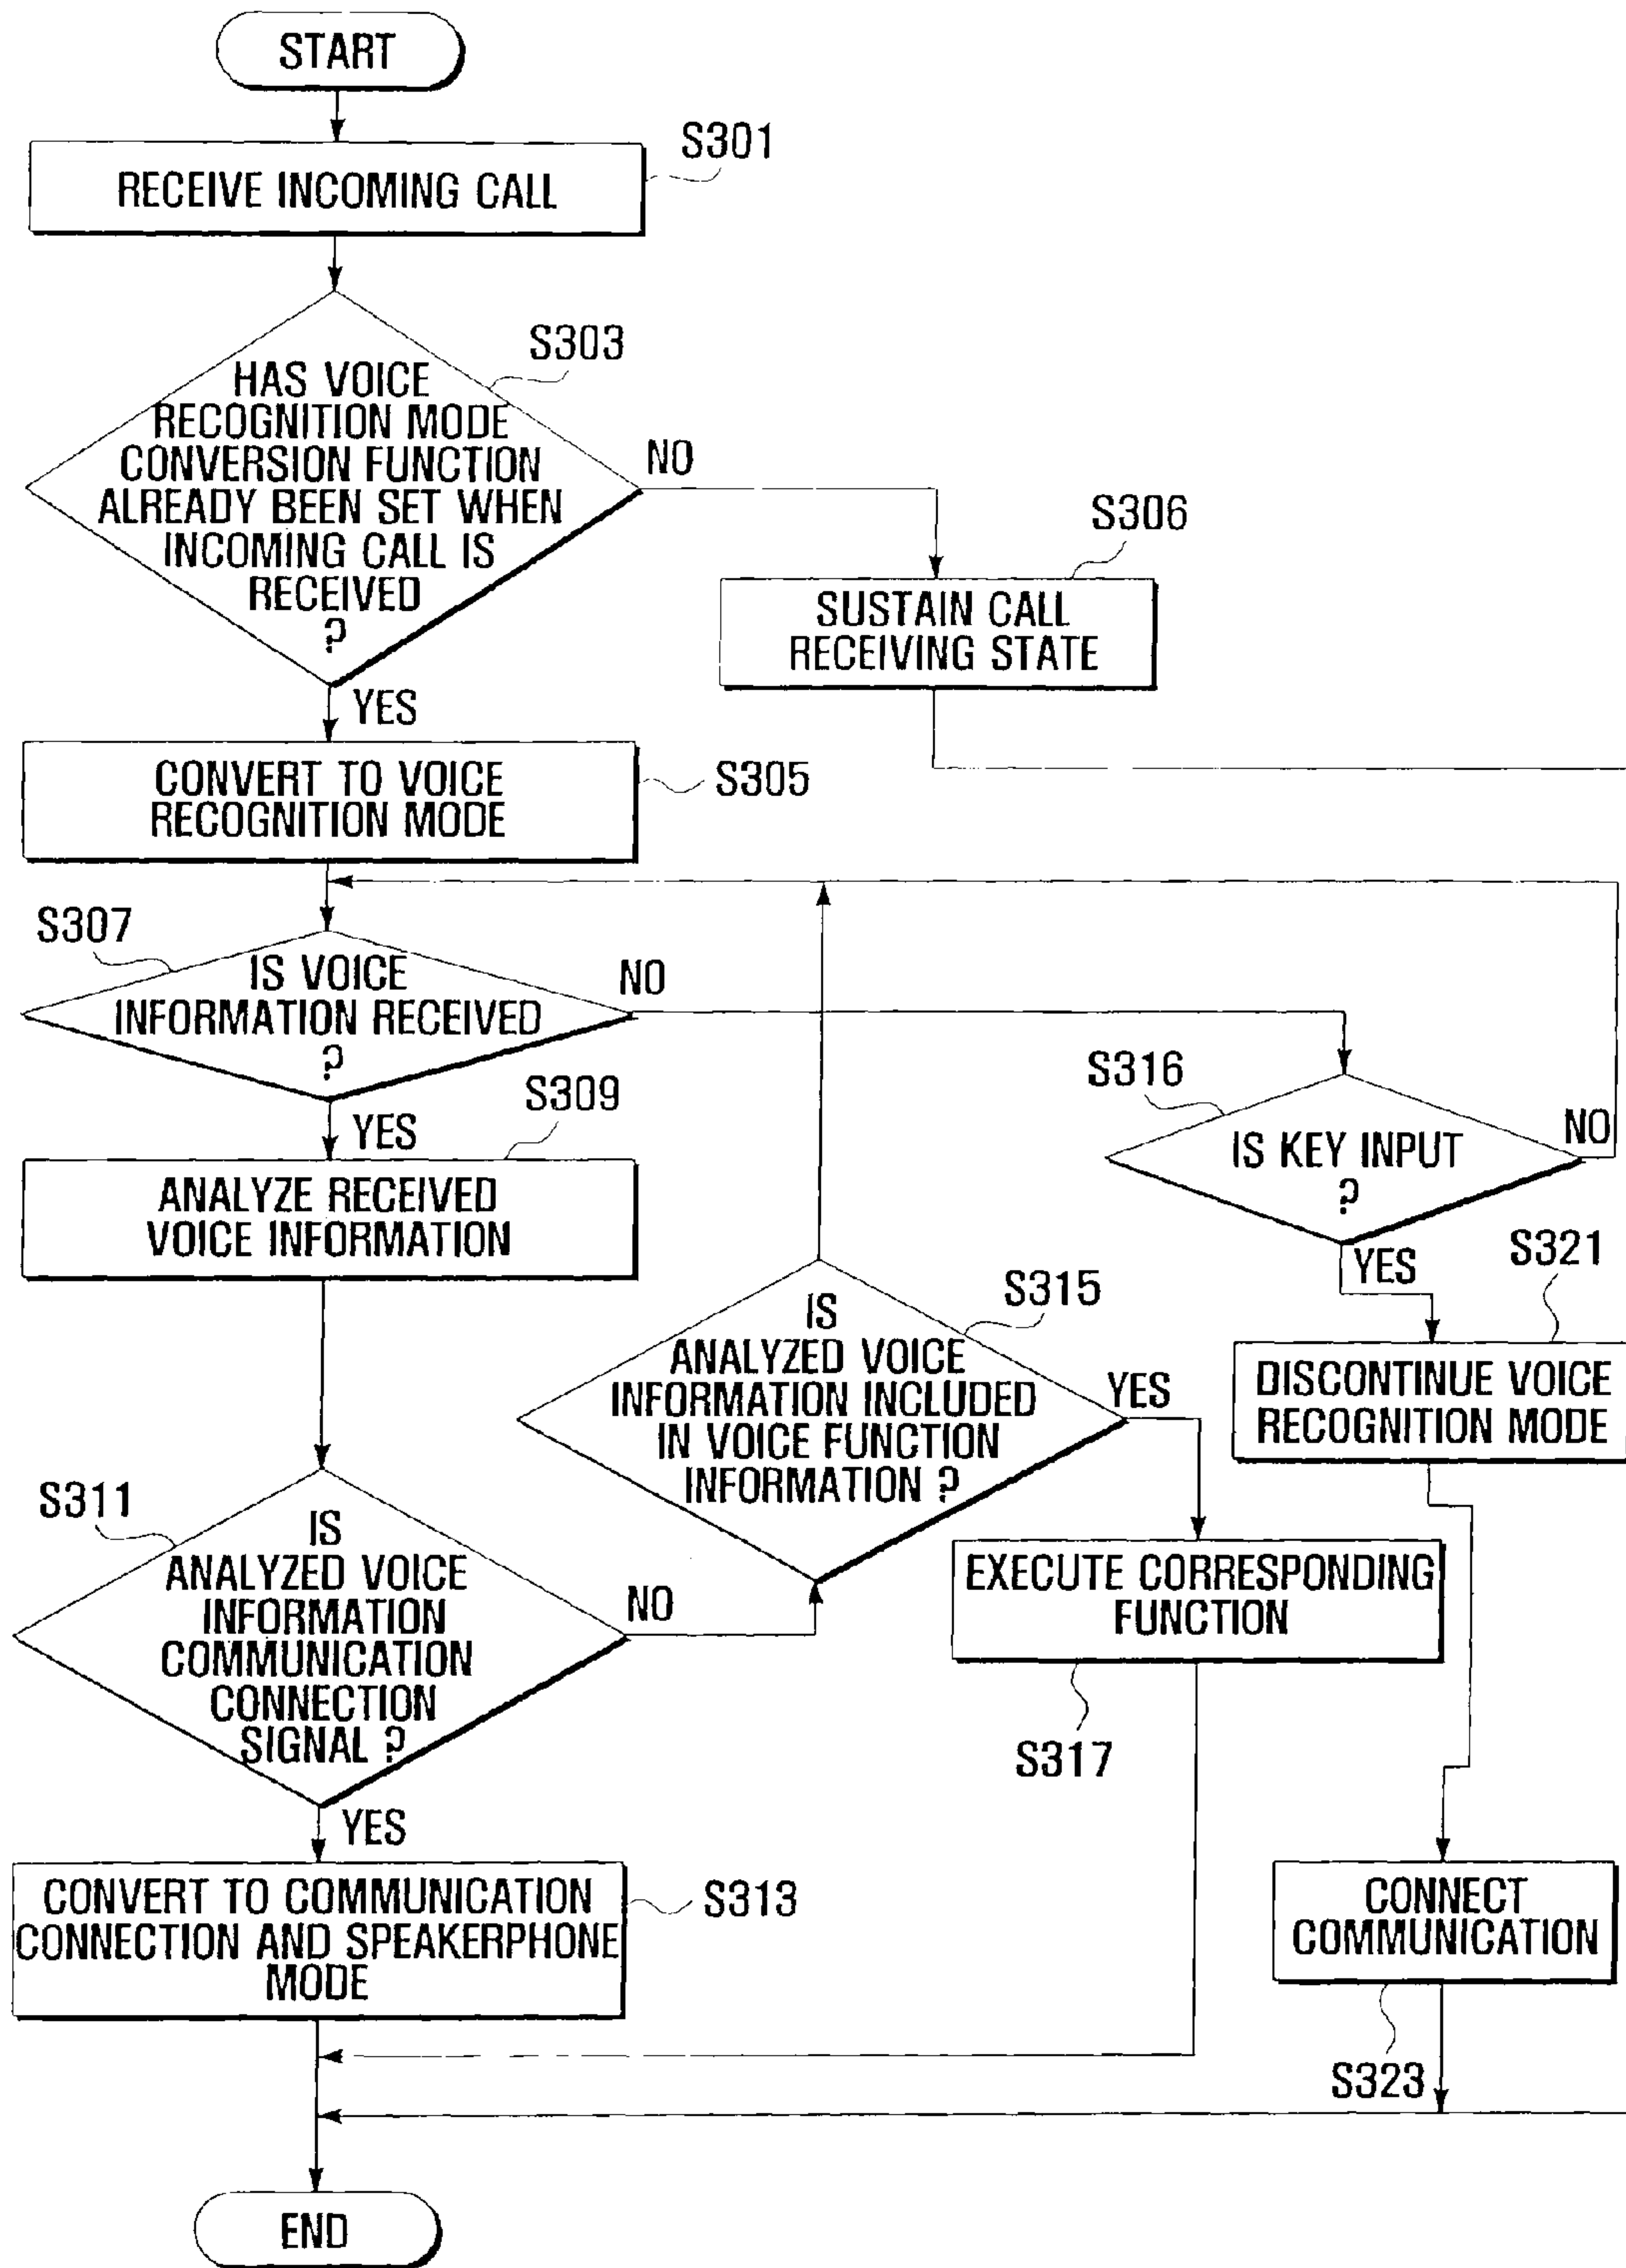 START
RECEIVE INCOMING CALL
S301
HAS VOICE
RECOGNITION MODE
CONVERSION FUNCTION
ALREADY BEEN SET WHEN
INCOMING CALL IS
RECEIVED
?
S303
NO
YES
S306
SUSTAIN CALL
RECEIVING STATE
CONVERT TO VOICE
RECOGNITION MODE
S305
S307
IS VOICE
INFORMATION RECEIVED
?
NO
YES
S309
ANALYZE RECEIVED
VOICE INFORMATION
S316
IS KEY INPUT
?
NO
YES
S321
DISCONTINUE VOICE
RECOGNITION MODE
S315
IS
ANALYZED VOICE
INFORMATION INCLUDED
IN VOICE FUNCTION
INFORMATION ?
YES
S311
IS
ANALYZED VOICE
INFORMATION
COMMUNICATION
CONNECTION
SIGNAL ?
NO
YES
EXECUTE CORRESPONDING
FUNCTION
S317
CONVERT TO COMMUNICATION
CONNECTION AND SPEAKERPHONE
MODE
S313
CONNECT
COMMUNICATION
S323
END